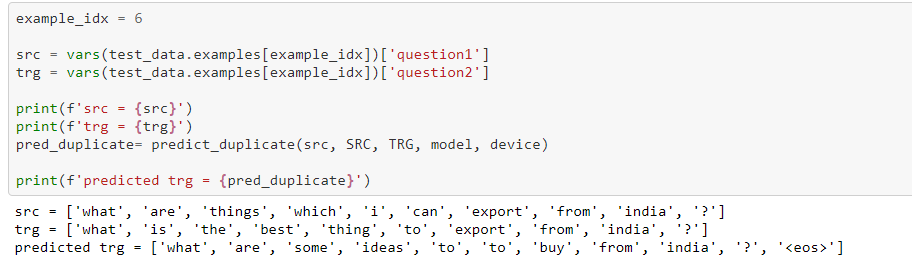 example_idx = 6
src = vars(test_data.examples[example_idx])['question1']
trg = vars(test_data.examples[example_idx])['question2']
print(f'src = {src}')
print(f'trg = {trg}')
pred_duplicate= predict_duplicate(src, SRC, TRG, model, device)
print(f'predicted trg = {pred_duplicate}')
src = ['what', 'are', 'things', 'which', 'i', 'can', 'export', 'from', 'india', '?']
trg = ['what', 'is', 'the', 'best', 'thing', 'to', 'export', 'from', 'india', '?']
predicted trg = ['what', 'are', 'some', 'ideas', 'to', 'to', 'buy', 'from', 'india', '?', '<eos>']